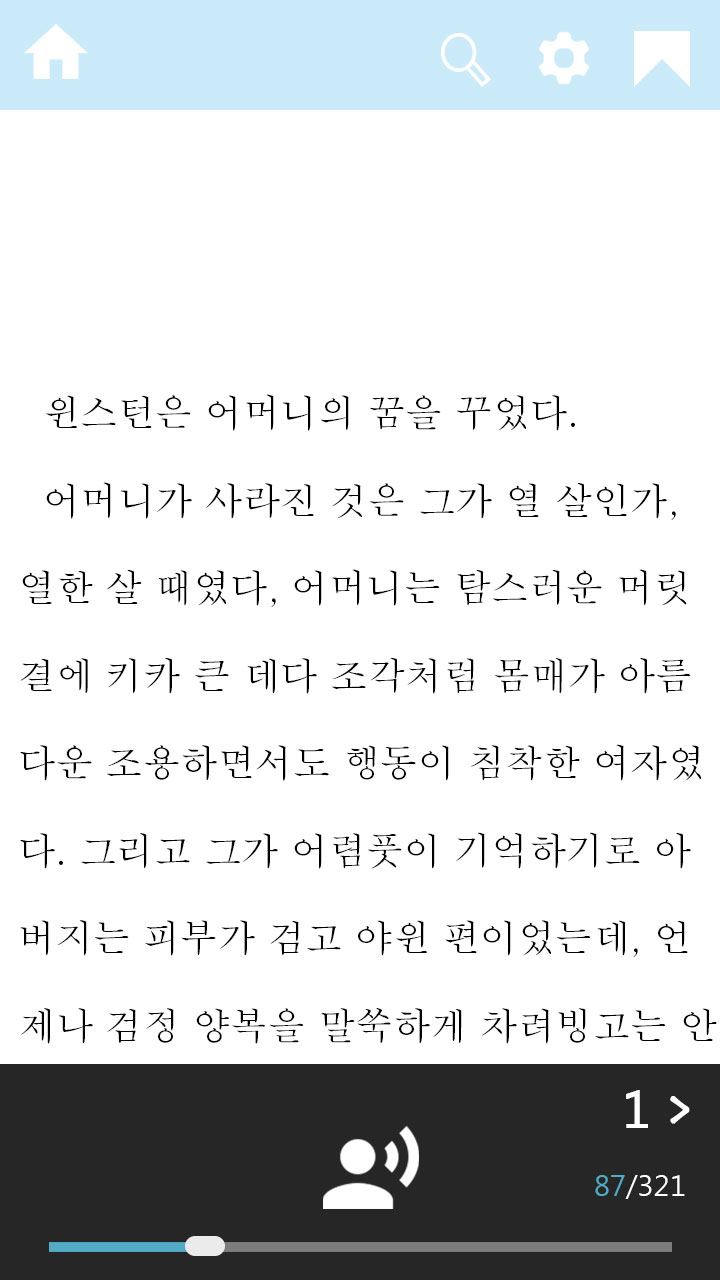 윈스턴은 어머니의 꿈을 꾸었다.
어머니가 사라진 것은 그가 열 살인가,
열한 살 때였다, 어머니는 탐스러운 머릿
결에 키카 큰 데다 조각처럼 몸매가 아름
다운 조용하면서도 행동이 침착한 여자였
다. 그리고 그가 어렴풋이 기억하기로 아
버지는 피부가 검고 야윈 편이었는데, 언
제나 검정 양복을 말쑥하게 차려빙고는 안
1 >
87/321